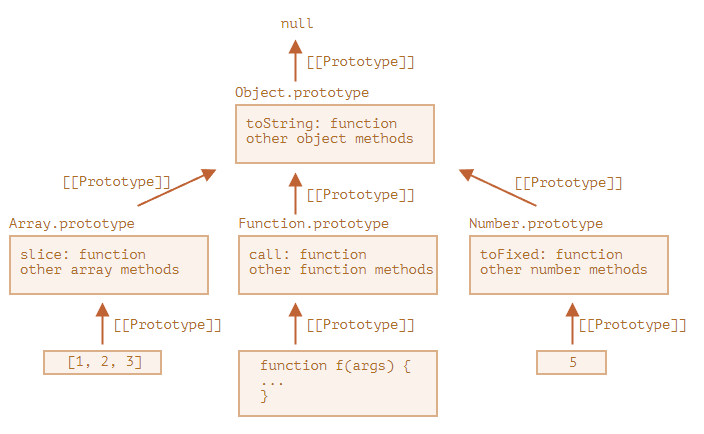 null
[[Prototype]]
Object.prototype
toString: function
other object methods
[[Prototype]]
[[Prototype]]
[[Prototype]]
Array.prototype
Function.prototype
Number.prototype
slice: function
other array methods
call: function
other function methods
toFixed: function
other number methods
[[Prototype]]
[[Prototype]]
[[Prototype]]
[1, 2, 3]
function f(args) {
...
}
5